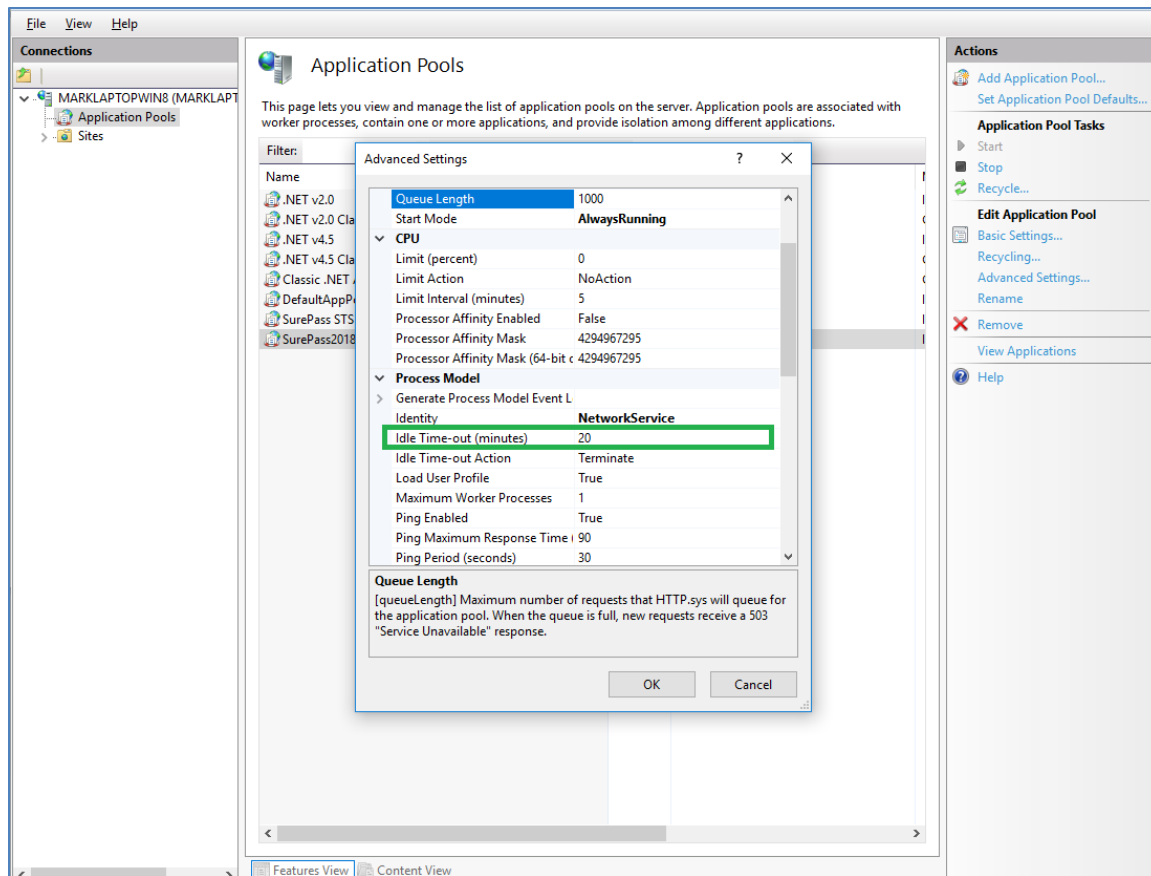 File View Help
Connections
MARKLAPTOPWIN8 (MARKLAPT
Application Pools
Sites
Application Pools
This page lets you view and manage the list of application pools on the server. Application pools are associated with
worker processes, contain one or more applications, and provide isolation among different applications.
Filter:
Name
.NET v2.0
.NET v2.0 Cla
.NET v4.5
.NET v4.5 Cla
Classic .NET
DefaultAppP
SurePass STS
SurePass2018
Advanced Settings ?
Queue Length 1000
Start Mode AlwaysRunning
CPU
Limit (percent) 0
Limit Action NoAction
Limit Interval (minutes) 5
Processor Affinity Enabled False
Processor Affinity Mask 4294967295
Processor Affinity Mask (64-bit o 4294967295
Process Model
Generate Process Model Event L
Identity NetworkService
Idle Time-out (minutes) 20
Idle Time-out Action Terminate
Load User Profile True
Maximum Worker Processes 1
Ping Enabled True
Ping Maximum Response Time ( 90
Ping Period (seconds) 30
Queue Length
[queueLength] Maximum number of requests that HTTP.sys will queue for
the application pool. When the queue is full, new requests receive a 503
"Service Unavailable" response.
OK Cancel
Features View Content View
Actions
Add Application Pool...
Set Application Pool Defaults...
Application Pool Tasks
Start
Stop
Recycle...
Edit Application Pool
Basic Settings...
Recycling...
Advanced Settings...
Rename
Remove
View Applications
Help